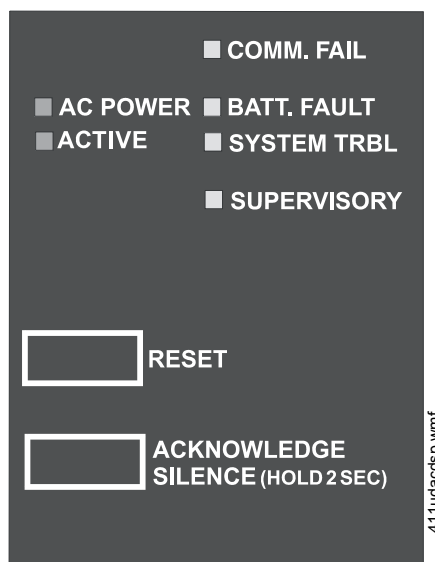 COMM. FAIL
AC POWER
BATT. FAULT
ACTIVE
SYSTEM TRBL
SUPERVISORY
RESET
ACKNOWLEDGE
SILENCE (HOLD 2 SEC)
411udacdsp.wmf